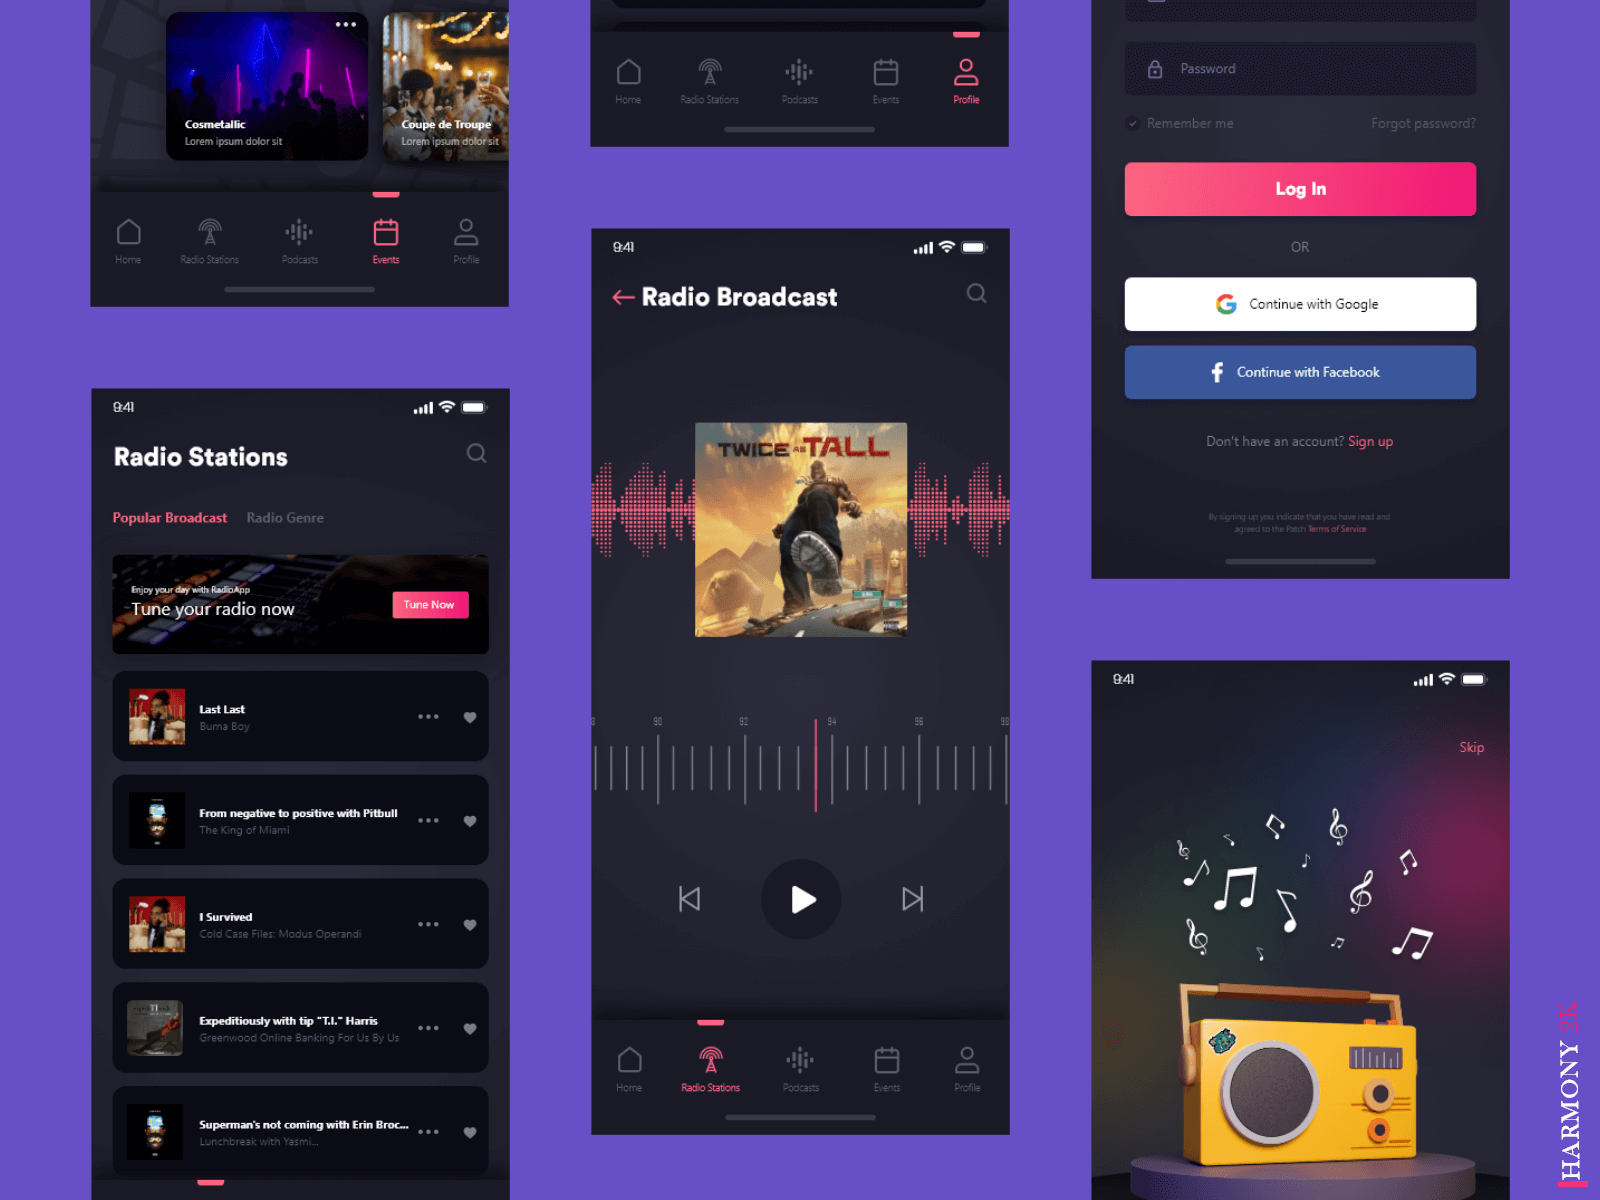 Cosmetallic
Lorem ipsum dolor sit
Coupe de Troupe
Lorem ipsum dolor sit
Home
Radio Stations
Podcasts
Events
Profile
9:41
Radio Stations
Popular Broadcast
Radio Genre
Enjoy your day with RadioApp
Tune your radio now
Tune Now
Last Last
Burna Boy
From negative to positive with Pitbull
The King of Miami
I Survived
Cold Case Files: Modus Operandi
Expeditiously with tip "T.I." Harris
Greenwood Online Banking For Us By Us
Superman's not coming with Erin Broc...
Lunchbreak with Yasmi...
Home
Radio Stations
Podcasts
Events
Profile
9:41
Radio Broadcast
TWICE AS TALL
90
92
94
96
98
Home
Radio Stations
Podcasts
Events
Profile
Password
Remember me
Forgot password?
Log In
OR
Continue with Google
Continue with Facebook
Don't have an account? Sign up
By signing up you indicate that you have read and
agreed to the Patch Terms of Service
9:41
Skip
HARMONY 2K